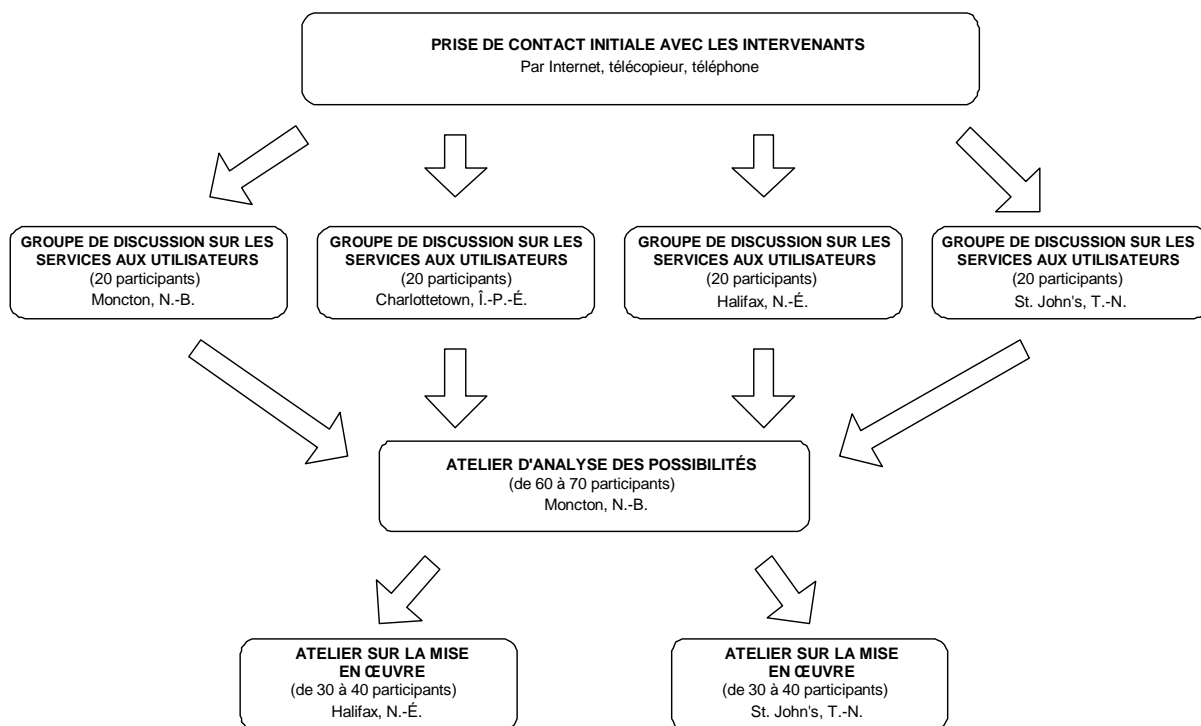 PRISE DE CONTACT INITIALE AVEC LES INTERVENANTS
Par Internet, télécopieur, téléphone
GROUPE DE DISCUSSION SUR LES
SERVICES AUX UTILISATEURS
(20 participants)
Moncton, N.-B.
GROUPE DE DISCUSSION SUR LES
SERVICES AUX UTILISATEURS
(20 participants)
Charlottetown, Î.-P.-É.
GROUPE DE DISCUSSION SUR LES
SERVICES AUX UTILISATEURS
(20 participants)
Halifax, N.-É.
GROUPE DE DISCUSSION SUR LES
SERVICES AUX UTILISATEURS
(20 participants)
St. John's, T.-N.
ATELIER D'ANALYSE DES POSSIBILITÉS
(de 60 à 70 participants)
Moncton, N.-B.
ATELIER SUR LA MISE
EN ŒUVRE
(de 30 à 40 participants)
Halifax, N.-É.
ATELIER SUR LA MISE
EN ŒUVRE
(de 30 à 40 participants)
St. John's, T.-N.